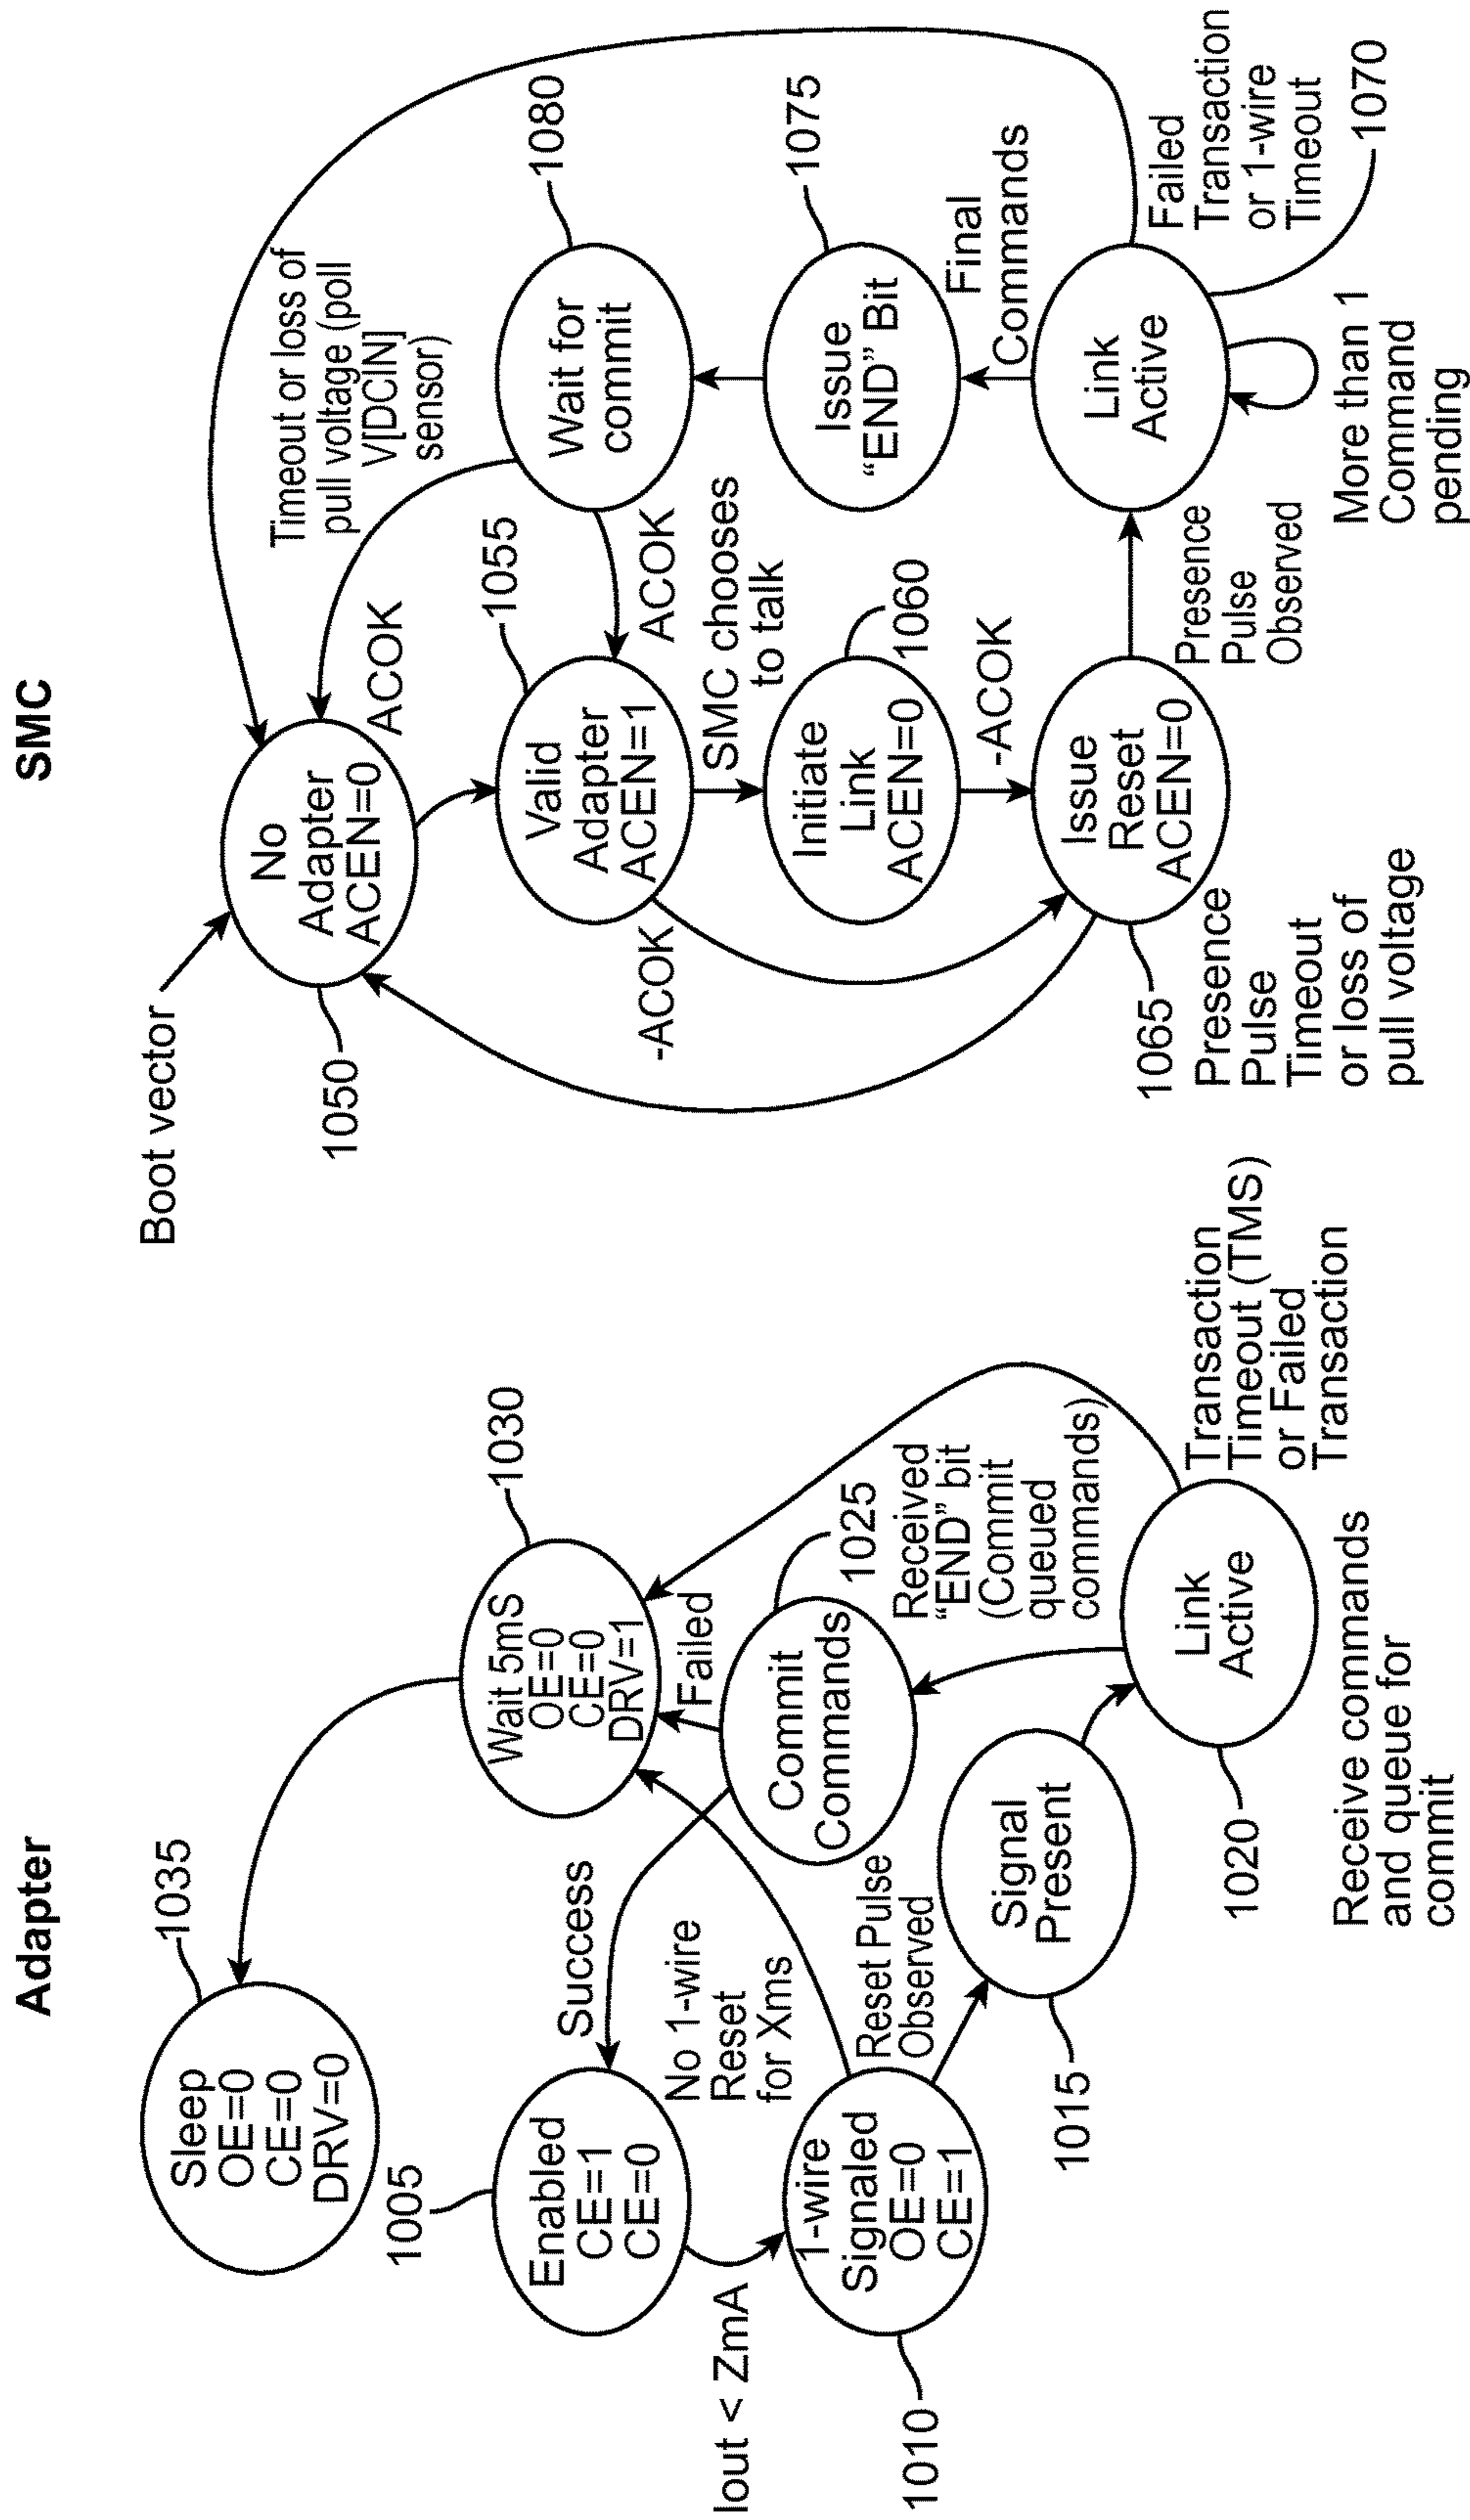 Adapter
1035
Sleep
OE=0
CE=0
DRV=0
1030
Wait 5mS
OE=0
CE=0
DRV=1
1005
Enabled
CE=1
CE=0
Success
Failed
Commit
Commands
1025
Received
“END” bit
(Commit
queued
commands)
No 1-wire
Reset
for Xms
Iout < ZmA
1-wire
Signaled
OE=0
CE=1
1010
Reset Pulse
Observed
Signal
Present
1015
Link
Active
1020
Transaction
Timeout (TMS)
or Failed
Transaction
Receive commands
and queue for
commit
SMC
Boot vector
No
Adapter
ACEN=0
1050
ACOK
Timeout or loss of
pull voltage (poll
V[DCIN]
sensor)
1055
Valid
Adapter
ACEN=1
ACOK
Wait for
commit
1080
-ACOK
SMC chooses
to talk
Initiate
Link
ACEN=0
1060
Issue
“END” Bit
1075
-ACOK
Final
Commands
Issue
Reset
ACEN=0
1065
Presence
Pulse
Timeout
or loss of
pull voltage
Presence
Pulse
Observed
Link
Active
Failed
Transaction
or 1-wire
Timeout
1070
More than 1
Command
pending